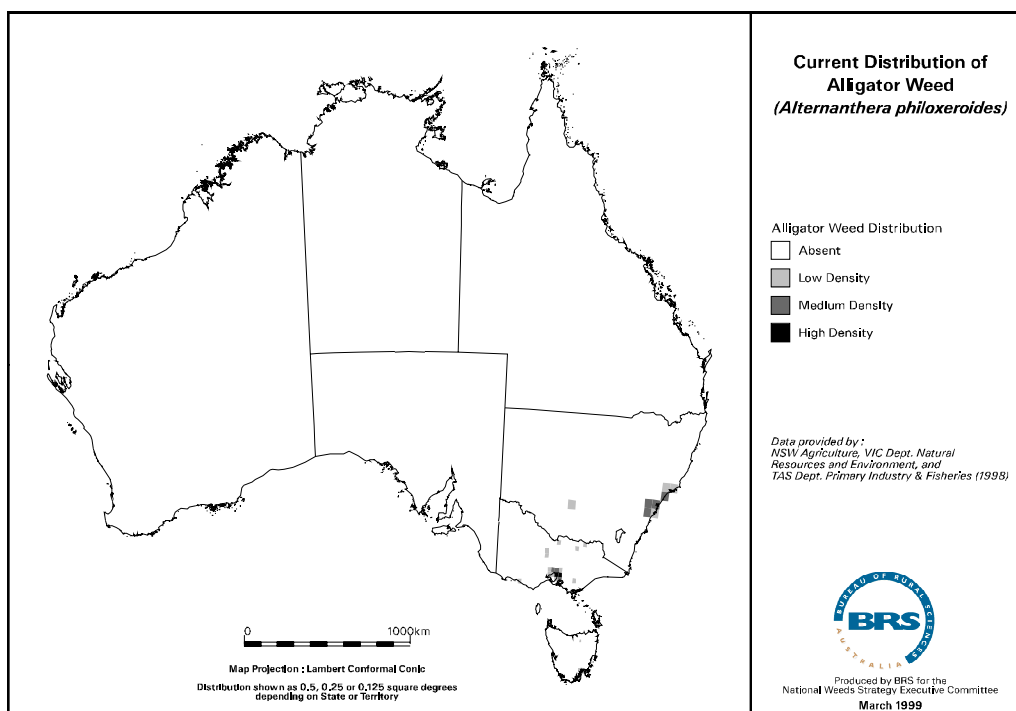 Current Distribution of
Alligator Weed
(Alternanthera philoxeroides)
Alligator Weed Distribution
Absent
Low Density
Medium Density
High Density
Data provided by :
NSW Agriculture, VIC Dept. Natural
Resources and Environment, and
TAS Dept. Primary Industry & Fisheries (1998)
0 1000km
Map Projection : Lambert Conformal Conic
Distribution shown as 0.5, 0.25 or 0.125 square degrees
depending on State or Territory
BUREAU OF RURAL SCIENCES
BRS
AUSTRALIA
Produced by BRS for the
National Weeds Strategy Executive Committee
March 1999